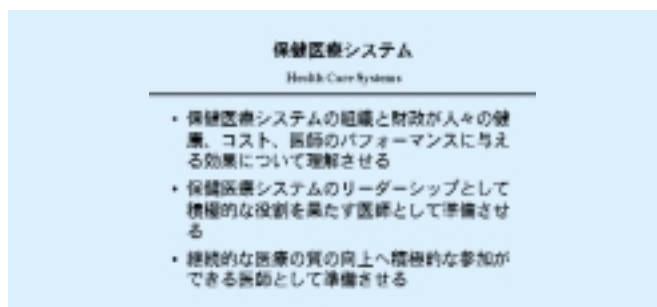 保健医療システム
Health Care Systems
・保健医療システムの組織と財政が人々の健
康、コスト、医師のパフォーマンスに与え
る効果について理解させる
・保健医療システムのリーダーシップとして
積極的な役割を果たす医師として準備させ
る
・継続的な医療の質の向上へ積極的な参加が
できる医師として準備させる